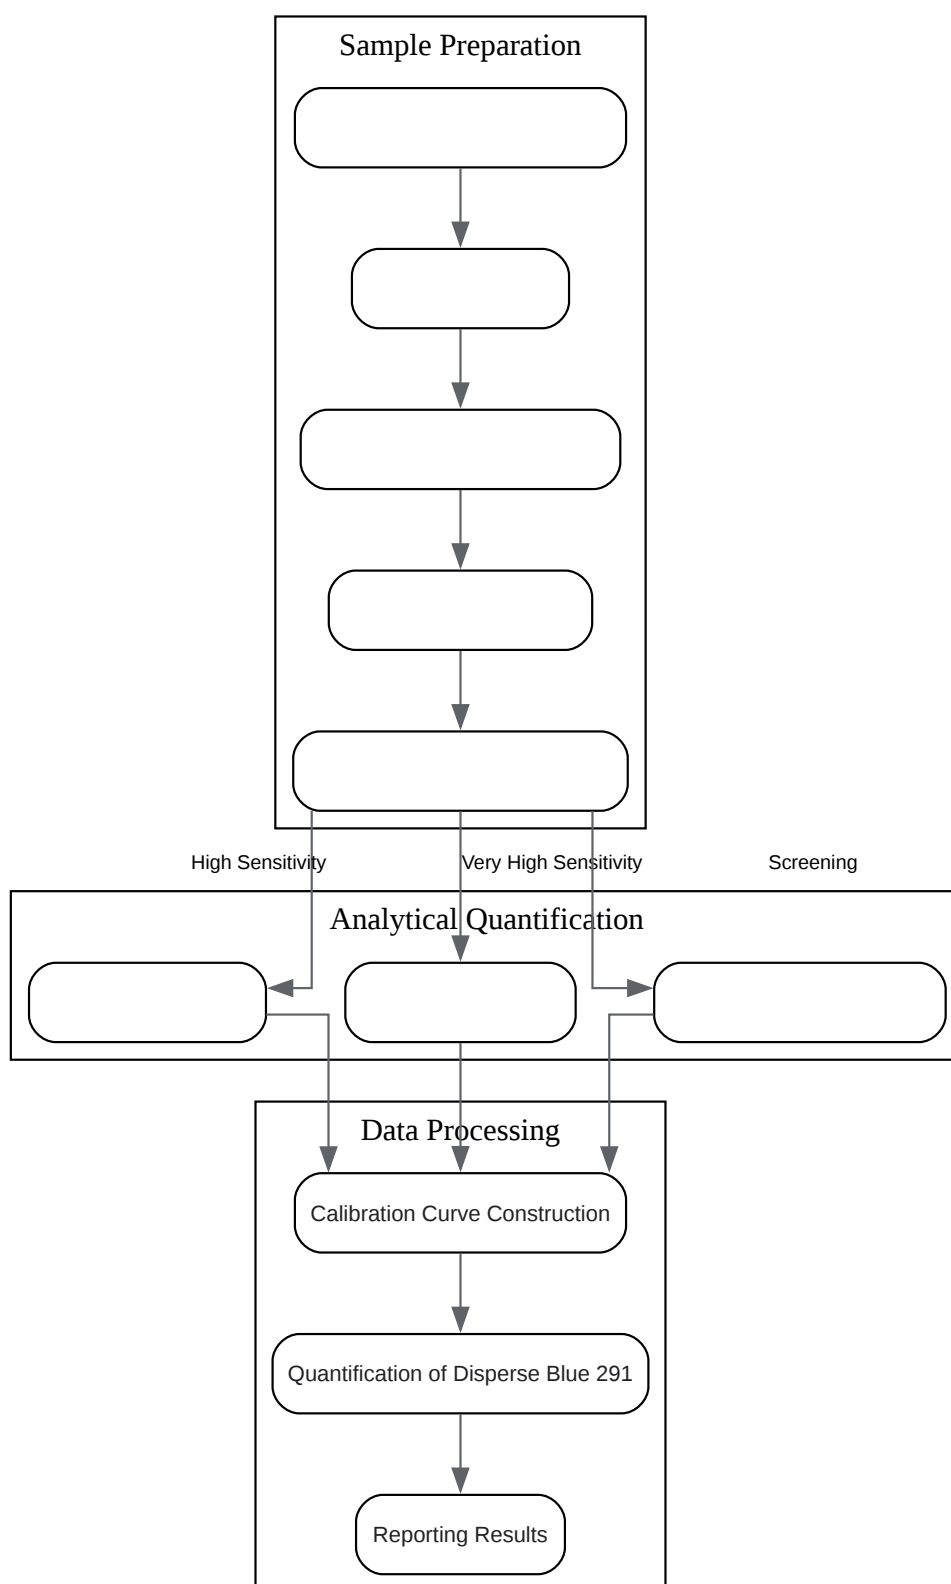 Sample Preparation
High Sensitivity
Very High Sensitivity
Screening
Analytical Quantification
Data Processing
Calibration Curve Construction
Quantification of Disperse Blue 291
Reporting Results